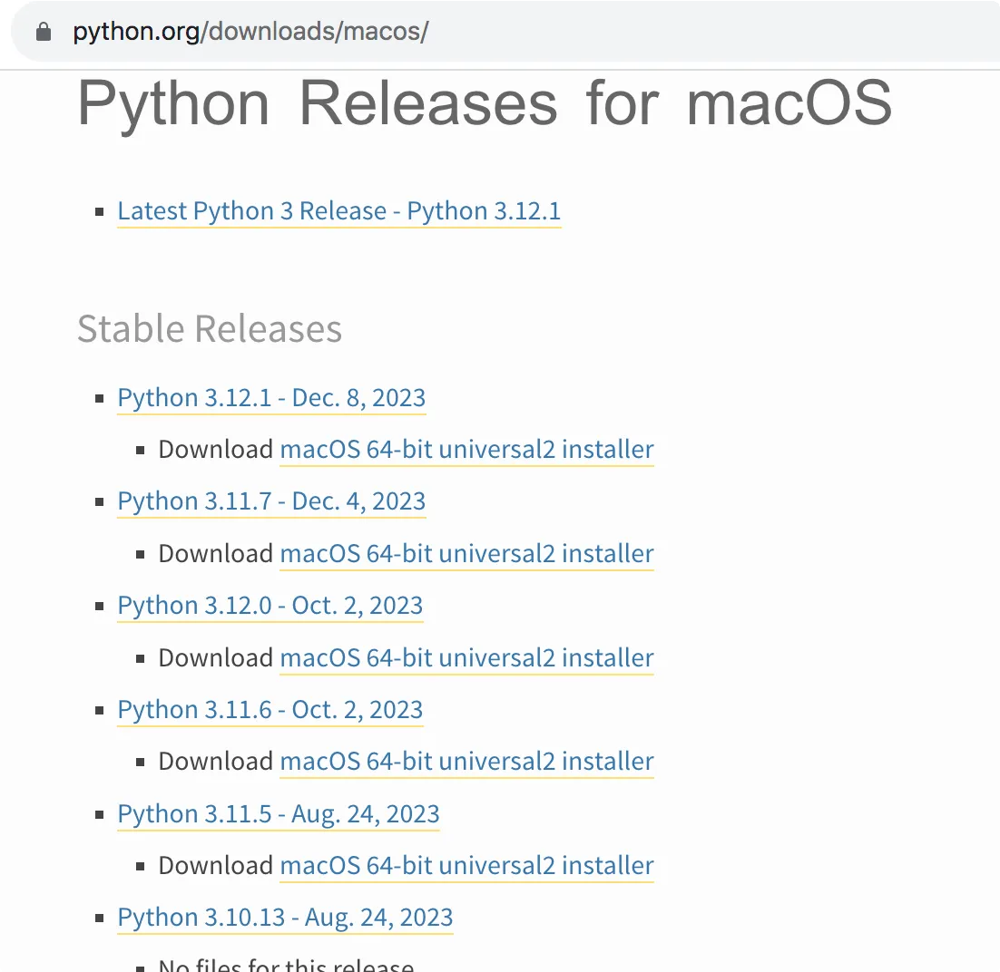 python.org/downloads/macos/
Python Releases for macOS
Latest Python 3 Release - Python 3.12.1
Stable Releases
Python 3.12.1 - Dec. 8, 2023
Download macOS 64-bit universal2 installer
Python 3.11.7 - Dec. 4, 2023
Download macOS 64-bit universal2 installer
Python 3.12.0 - Oct. 2, 2023
Download macOS 64-bit universal2 installer
Python 3.11.6 - Oct. 2, 2023
Download macOS 64-bit universal2 installer
Python 3.11.5 - Aug. 24, 2023
Download macOS 64-bit universal2 installer
Python 3.10.13 - Aug. 24, 2023
No files for this release